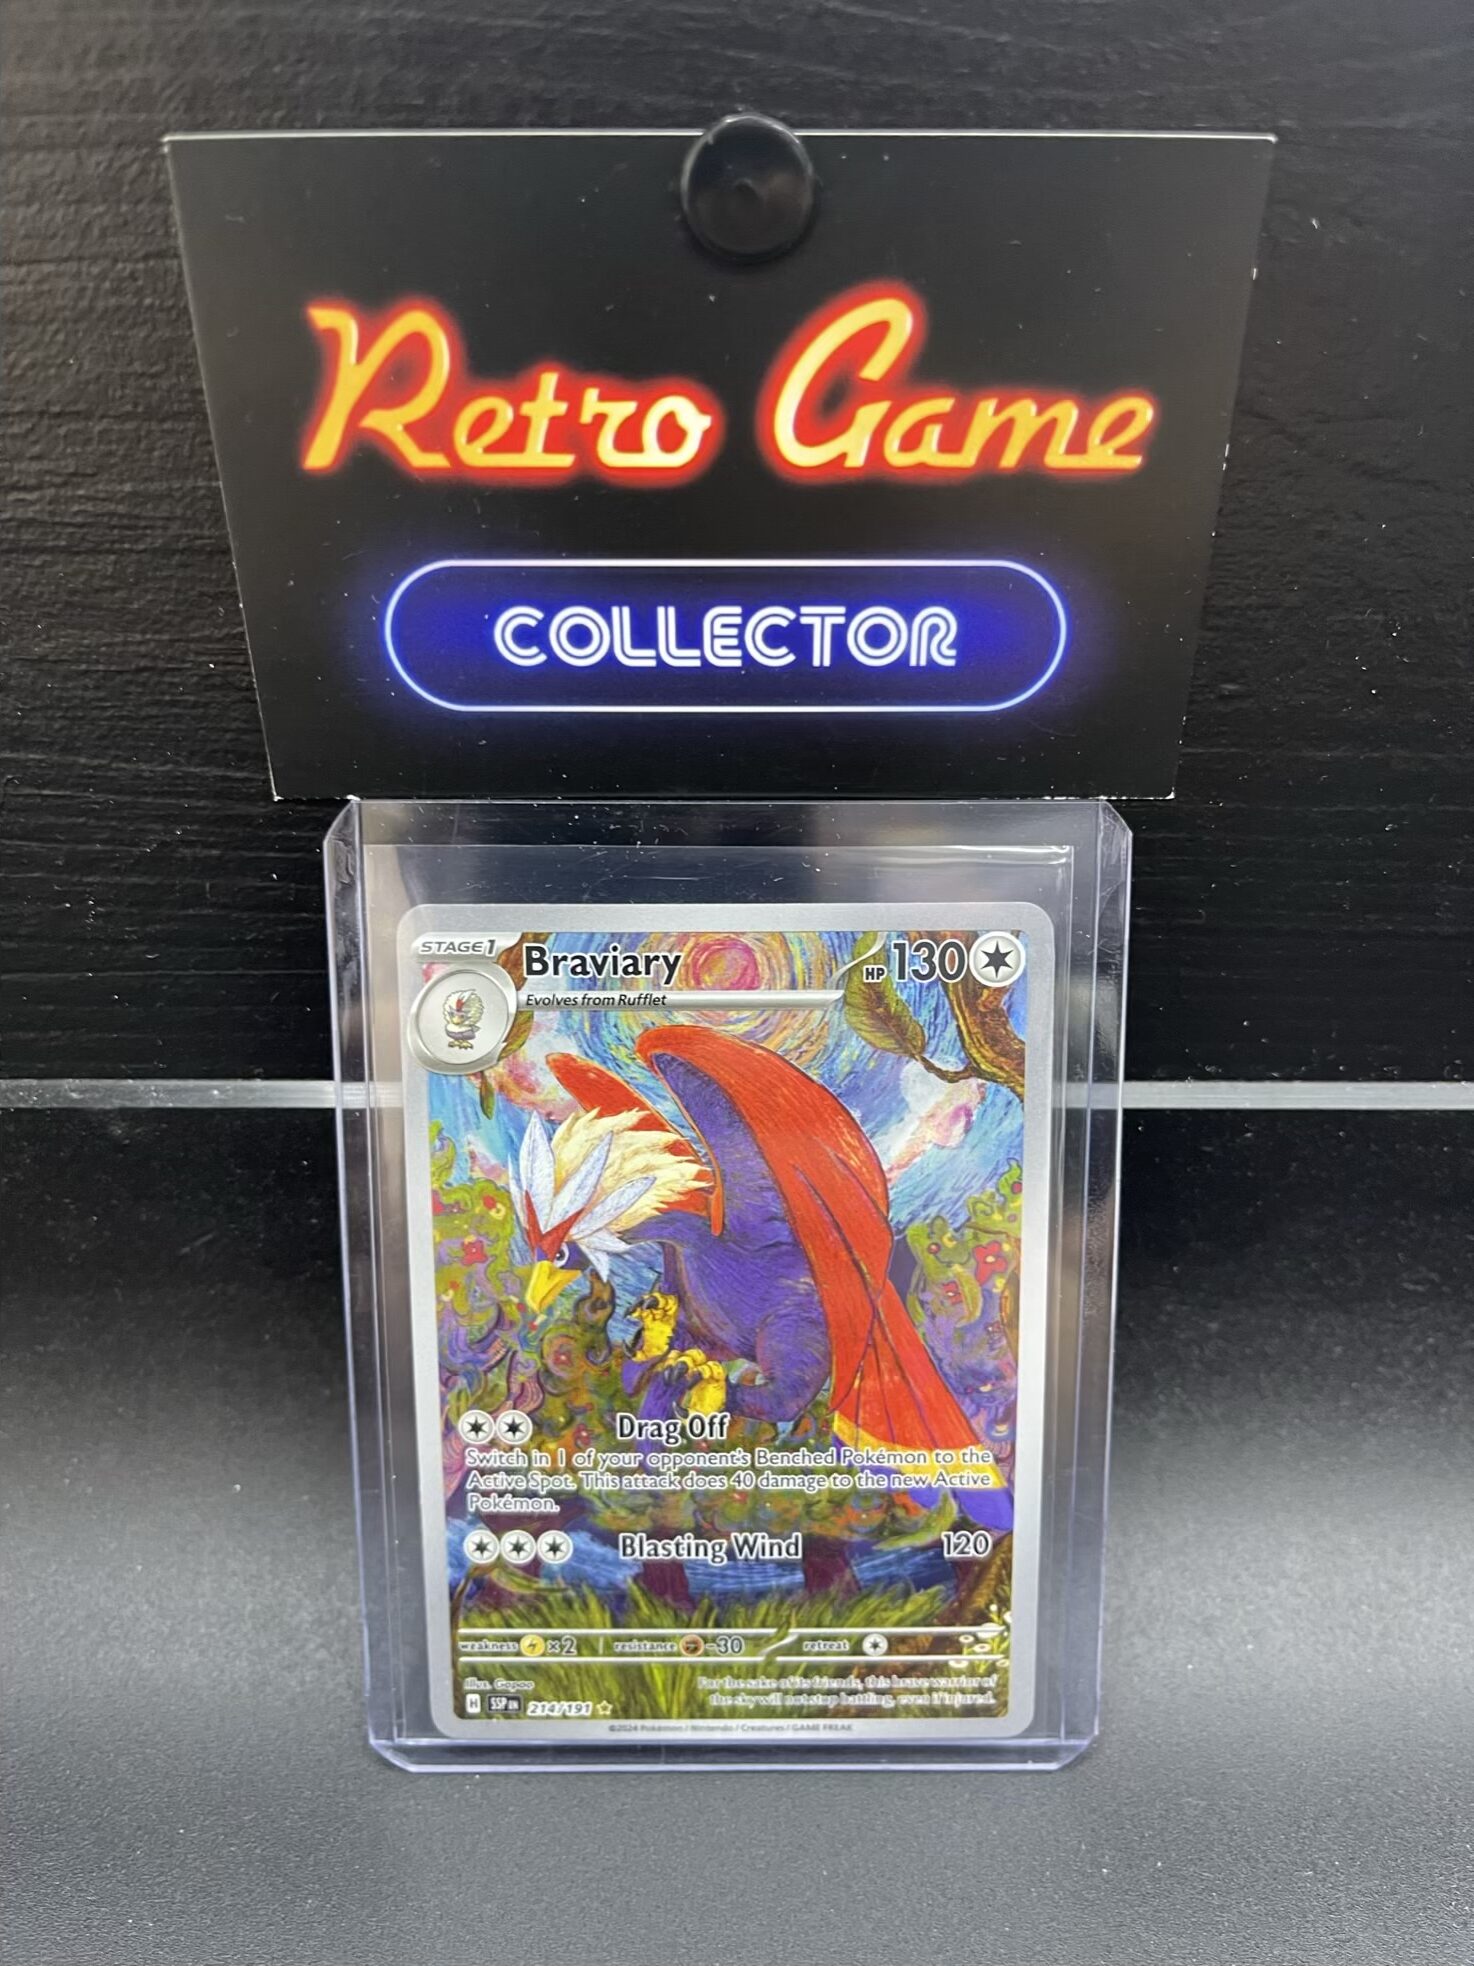 Retro Game
COLLECTOR
STAGE 1
Braviary
HP 130
Evolves from Rufflet
Drag Off
Switch in 1 of your opponent's Benched Pokémon to the
Active Spot. This attack does 40 damage to the new Active
Pokémon.
Blasting Wind 120
weakness ×2 resistance -30 retreat
Illus. Gapao
For the sake of its friends, this brave warrior of
the sky will not stop battling, even if injured.
H SSP EN 214/191
©2024 Pokémon / Nintendo / Creatures / GAME FREAK